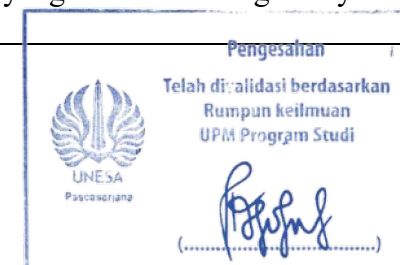 Pengesahan
Telah divalidasi berdasarkan
Rumpun keilmuan
UPM Program Studi
UNESA
Pascasarjana
(..............................)